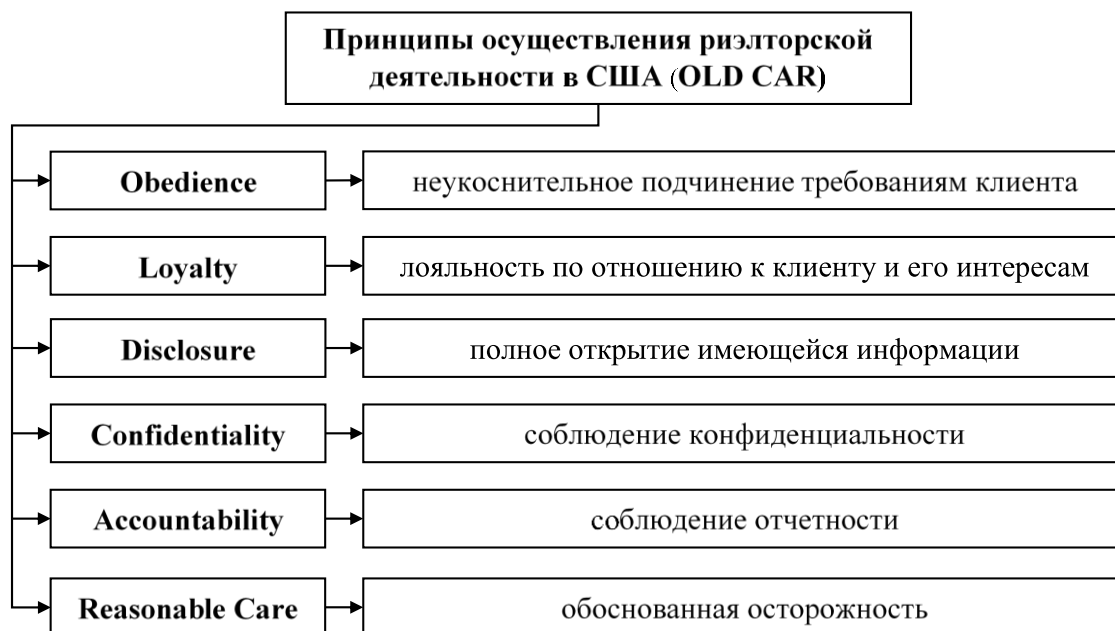 Принципы осуществления риэлторской
деятельности в США (OLD CAR)
Obedience
неукоснительное подчинение требованиям клиента
Loyalty
лояльность по отношению к клиенту и его интересам
Disclosure
полное открытие имеющейся информации
Confidentiality
соблюдение конфиденциальности
Accountability
соблюдение отчетности
Reasonable Care
обоснованная осторожность